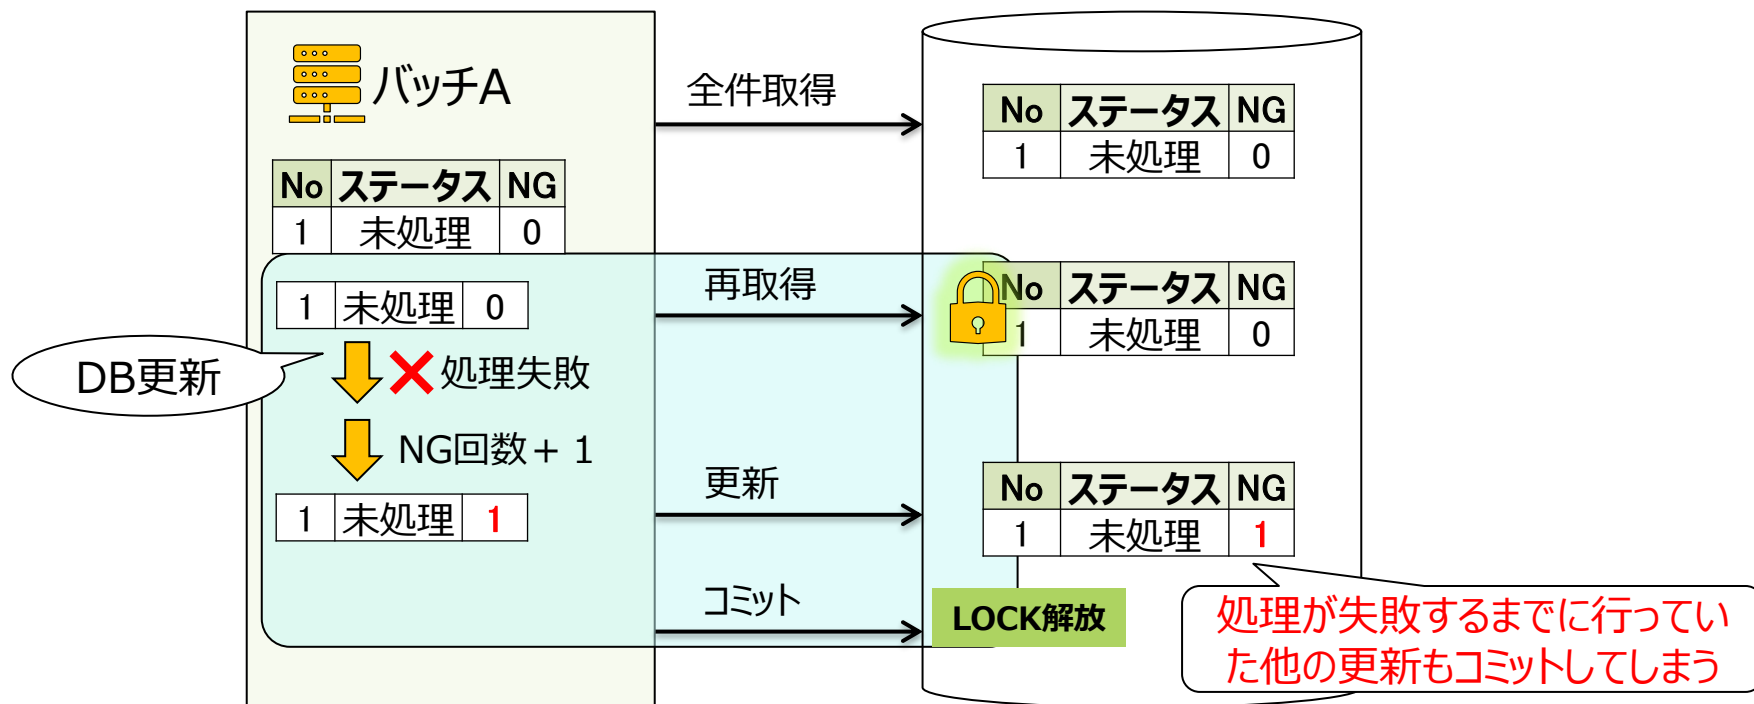 バッチA
全件取得
No ステータス NG
1 未処理 0
No ステータス NG
1 未処理 0
再取得
No ステータス NG
1 未処理 0
1 未処理 0
DB更新
処理失敗
NG回数+ 1
更新
No ステータス NG
1 未処理 1
1 未処理 1
コミット
LOCK解放
処理が失敗するまでに行ってい
た他の更新もコミットしてしまう